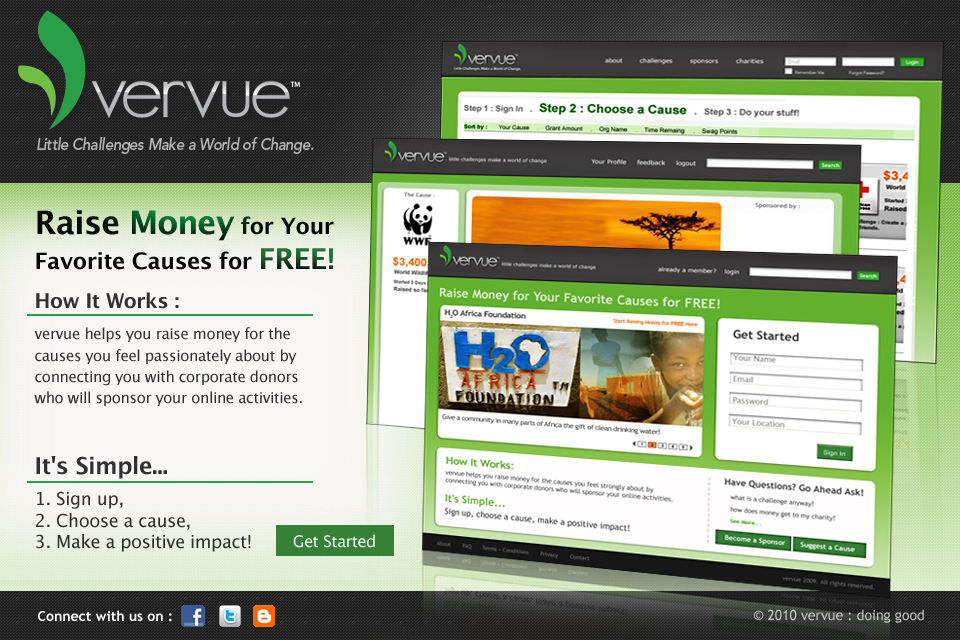 vervue™
Little Challenges Make a World of Change.
Raise Money for Your
Favorite Causes for FREE!
How It Works :
vervue helps you raise money for the
causes you feel passionately about by
connecting you with corporate donors
who will sponsor your online activities.
It's Simple...
1. Sign up,
2. Choose a cause,
3. Make a positive impact!
Get Started
vervue
Little Challenges Make a World of Change.
about challenges sponsors charities
Email
Login
Remember Me Forgot Password?
Step 1 : Sign In . Step 2 : Choose a Cause . Step 3 : Do your stuff!
Sort by : Your Cause . Grant Amount . Org Name . Time Remaing . Swag Points
$3,4
World
Started 2
Raised
vervue™ little challenges make a world of change
Your Profile feedback logout
Search
The Cause :
Sponsored by :
WWF
$3,400
World Wildlife
Started 2 Days
Raised so far
vervue™ little challenges make a world of change
already a member? login
Search
Raise Money for Your Favorite Causes for FREE!
H2O Africa Foundation
Start Raising Money for FREE Here
H2O
AFRICA TM
FOUNDATION
Give a community in many parts of Africa the gift of clean drinking water!
1 2 3 4 5
Get Started
Your Name
Email
Password
Your Location
Sign In
How It Works:
vervue helps you raise money for the causes you feel strongly about by
connecting you with corporate donors who will sponsor your online activities.
It's Simple...
Sign up, choose a cause, make a positive impact!
Have Questions? Go Ahead Ask!
what is a challenge anyway?
how does money get to my charity?
See More...
Become a Sponsor
Suggest a Cause
About FAQ Terms - Conditions Privacy Contact
vervue 2009. All rights reserved.
Connect with us on :
© 2010 vervue : doing good